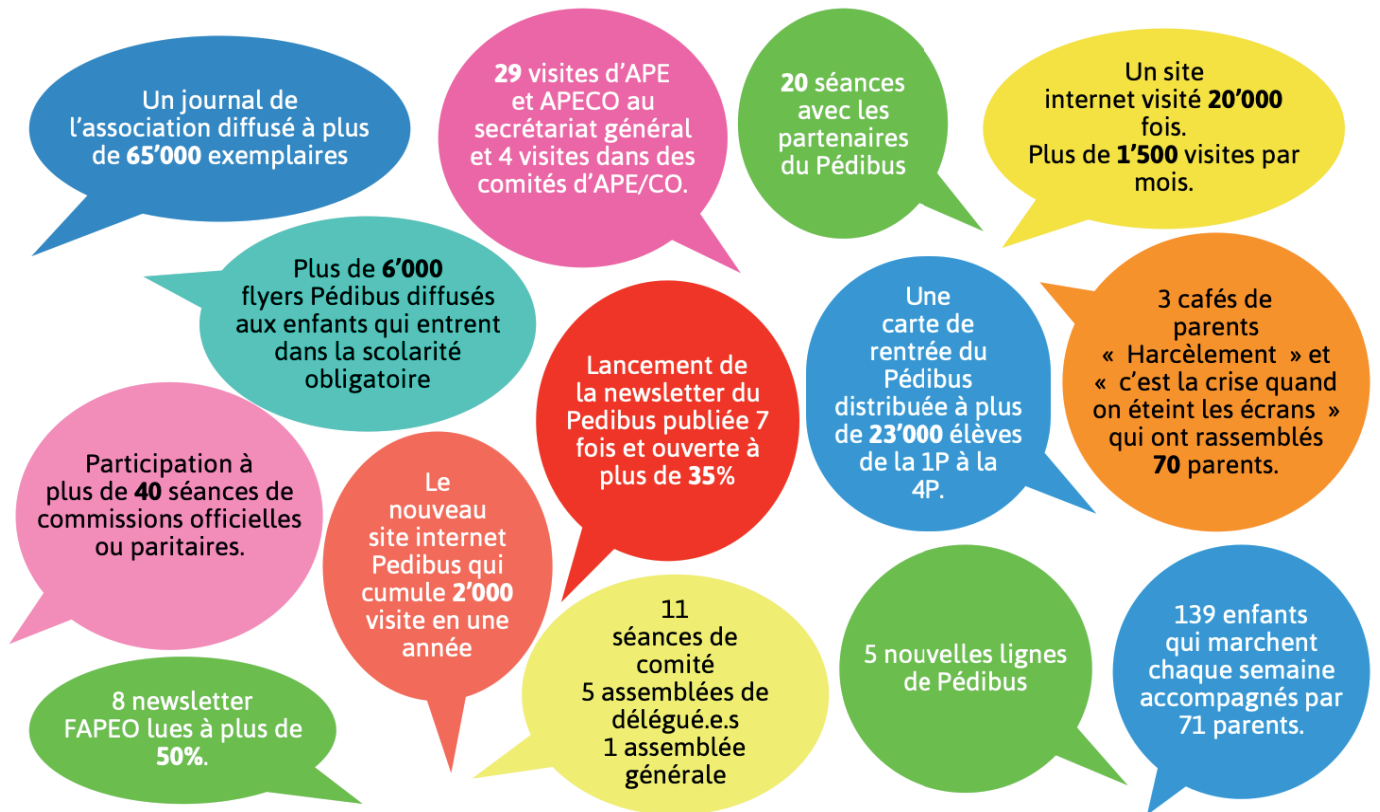 Un journal de
l'association diffusé à plus
de 65'000 exemplaires
29 visites d'APE
et APECO au
secrétariat général
et 4 visites dans des
comités d'APE/CO.
20 séances
avec les
partenaires
du Pédibus
Un site
internet visité 20'000
fois.
Plus de 1'500 visites par
mois.
Plus de 6'000
flyers Pédibus diffusés
aux enfants qui entrent
dans la scolarité
obligatoire
Lancement de
la newsletter du
Pedibus publiée 7
fois et ouverte à
plus de 35%
Une
carte de
rentrée du
Pédibus
distribuée à plus
de 23'000 élèves
de la 1P à la
4P.
3 cafés de
parents
« Harcèlement » et
« c'est la crise quand
on éteint les écrans »
qui ont rassemblés
70 parents.
Participation à
plus de 40 séances de
commissions officielles
ou paritaires.
Le
nouveau
site internet
Pedibus qui
cumule 2'000
visite en une
année
11
séances de
comité
5 assemblées de
délégué.e.s
1 assemblée
générale
5 nouvelles lignes
de Pédibus
139 enfants
qui marchent
chaque semaine
accompagnés par
71 parents.
8 newsletter
FAPEO lues à plus de
50%.